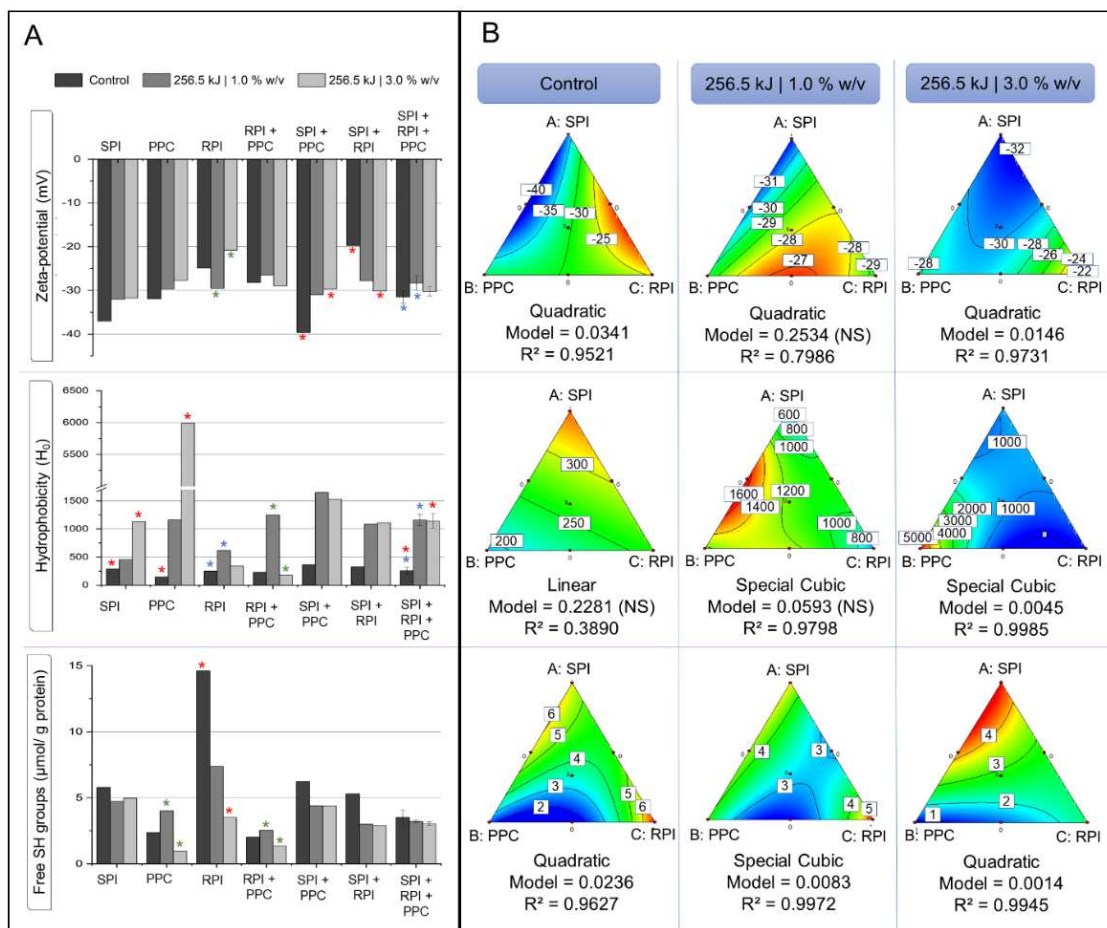 A
Control 256.5 kJ | 1.0 % w/v 256.5 kJ | 3.0 % w/v
Zeta-potential (mV)
SPI PPC RPI RPI + PPC SPI + PPC SPI + RPI SPI + RPI + PPC
0
-10
-20
-30
-40
* * * * * * * *
Hydrophobicity (H0)
6500
6000
5500
1500
1000
500
0
* * * * * * * * * * * *
SPI PPC RPI RPI + PPC SPI + PPC SPI + RPI SPI + RPI + PPC
Free SH groups (µmol/ g protein)
15
10
5
0
* * * * * *
SPI PPC RPI RPI + PPC SPI + PPC SPI + RPI SPI + RPI + PPC
B
Control
256.5 kJ | 1.0 % w/v
256.5 kJ | 3.0 % w/v
A: SPI
-40
-35
-30
-25
B: PPC
C: RPI
Quadratic
Model = 0.0341
R² = 0.9521
A: SPI
-31
-30
-29
-28
-28
-27
-29
B: PPC
C: RPI
Quadratic
Model = 0.2534 (NS)
R² = 0.7986
A: SPI
-32
-30
-28
-28
-26
-24
-22
B: PPC
C: RPI
Quadratic
Model = 0.0146
R² = 0.9731
A: SPI
300
250
200
B: PPC
C: RPI
Linear
Model = 0.2281 (NS)
R² = 0.3890
A: SPI
600
800
1000
1600
1400
1200
1000
800
B: PPC
C: RPI
Special Cubic
Model = 0.0593 (NS)
R² = 0.9798
A: SPI
1000
2000
1000
3000
4000
5000
B: PPC
C: RPI
Special Cubic
Model = 0.0045
R² = 0.9985
A: SPI
6
5
4
3
5
2
6
B: PPC
C: RPI
Quadratic
Model = 0.0236
R² = 0.9627
A: SPI
4
3
3
4
5
B: PPC
C: RPI
Special Cubic
Model = 0.0083
R² = 0.9972
A: SPI
4
3
2
1
B: PPC
C: RPI
Quadratic
Model = 0.0014
R² = 0.9945